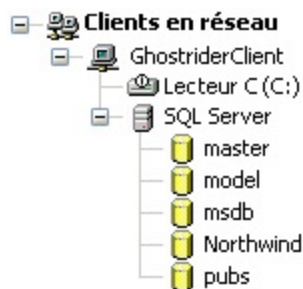 Clients en réseau
GhostriderClient
Lecteur C (C:)
SQL Server
master
model
msdb
Northwind
pubs